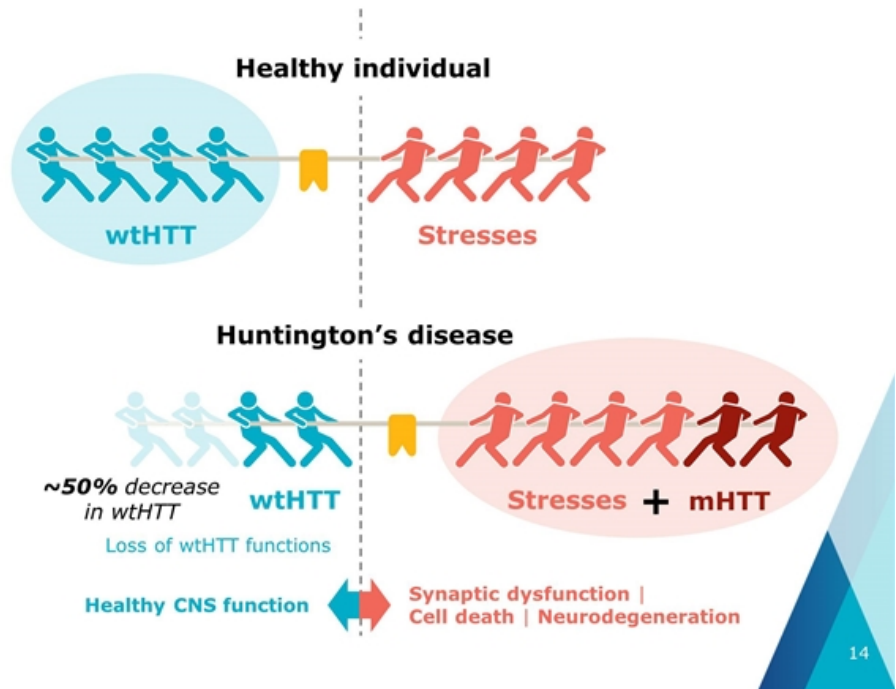 Healthy individual
wtHTT
Stresses
Huntington's disease
~50% decrease
in wtHTT
wtHTT
Loss of wtHTT functions
Stresses + mHTT
Healthy CNS function
Synaptic dysfunction |
Cell death | Neurodegeneration
14